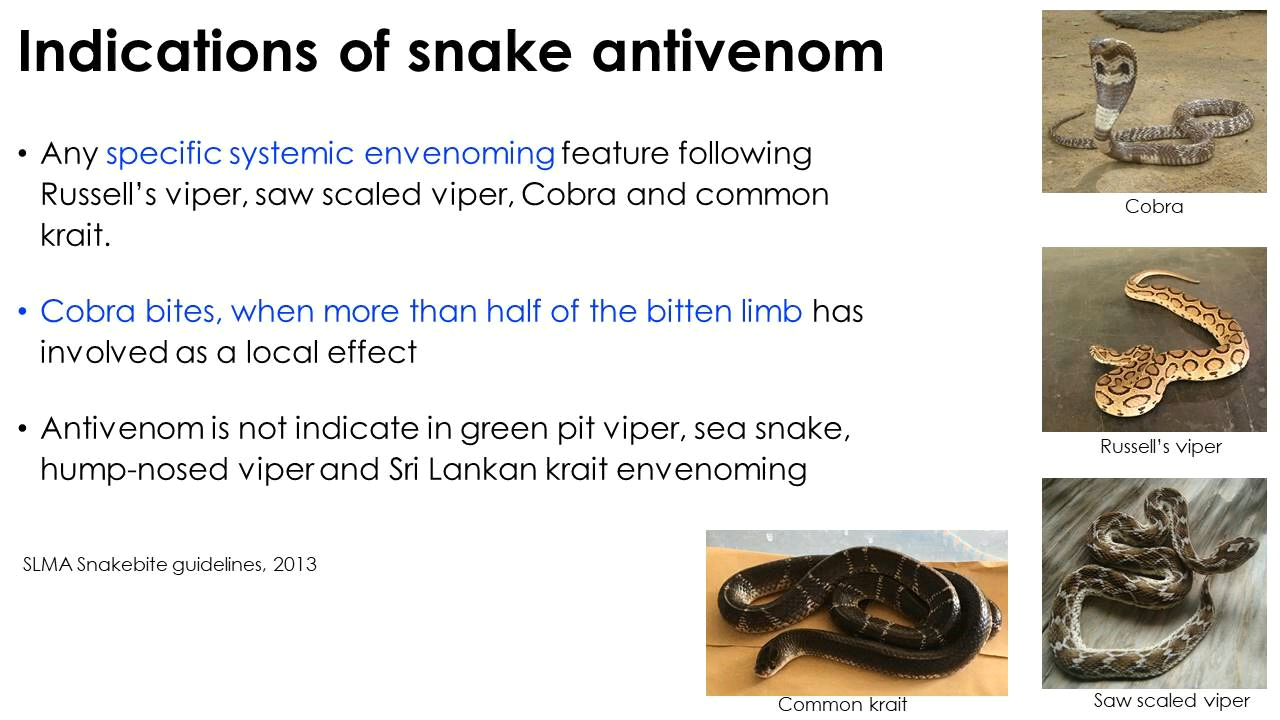 Indications of snake antivenom
• Any specific systemic envenoming feature following
Russell’s viper, saw scaled viper, Cobra and common
krait.
• Cobra bites, when more than half of the bitten limb has
involved as a local effect
• Antivenom is not indicate in green pit viper, sea snake,
hump-nosed viper and Sri Lankan krait envenoming
SLMA Snakebite guidelines, 2013
Cobra
Russell’s viper
Saw scaled viper
Common krait